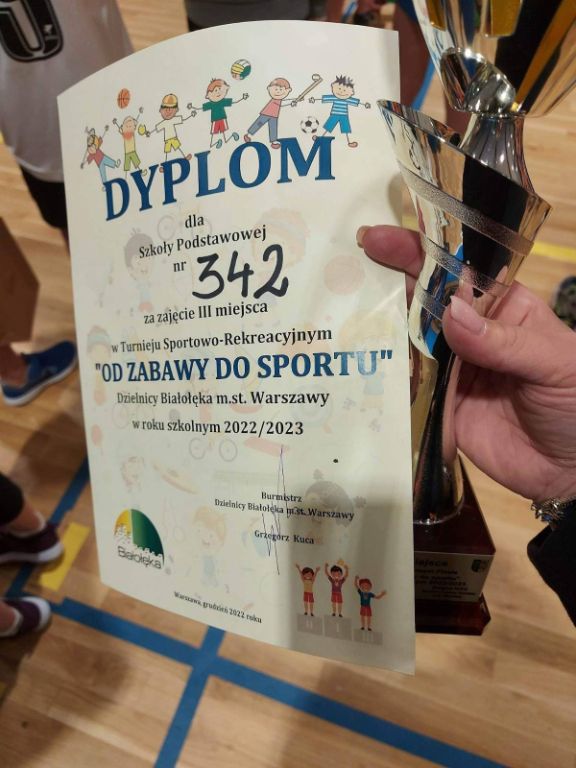 DYPLOM
dla
Szkoły Podstawowej
nr 342
za zajęcie III miejsca
w Turnieju Sportowo-Rekreacyjnym
"OD ZABAWY DO SPORTU"
Dzielnicy Białołęka m.st. Warszawy
w roku szkolnym 2022/2023
Burmistrz
Dzielnicy Białołęka m.st. Warszawy
Grzegorz Kuca
Białołęka
Warszawa, grudzień 2022 roku